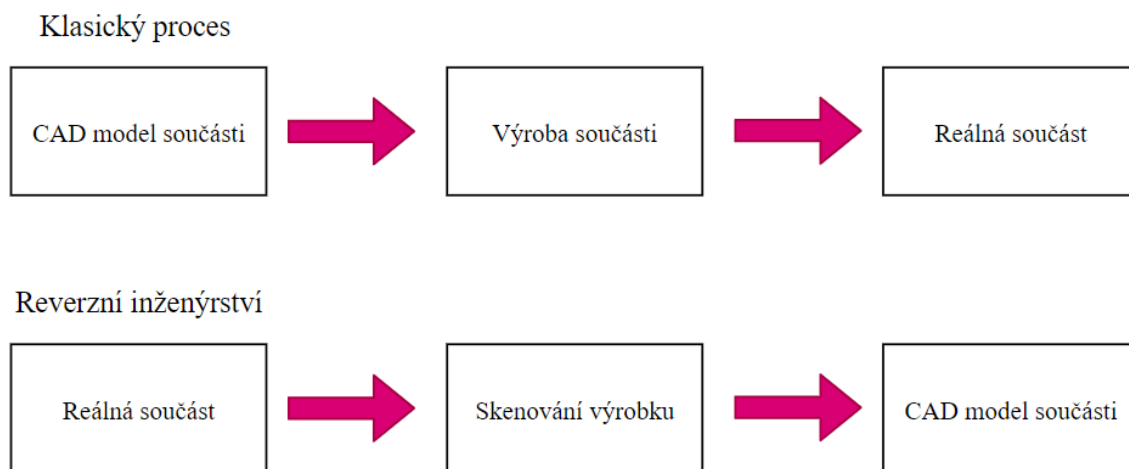 Klasický proces
CAD model součásti
Výroba součásti
Reálná součást
Reverzní inženýrství
Reálná součást
Skenování výrobku
CAD model součásti